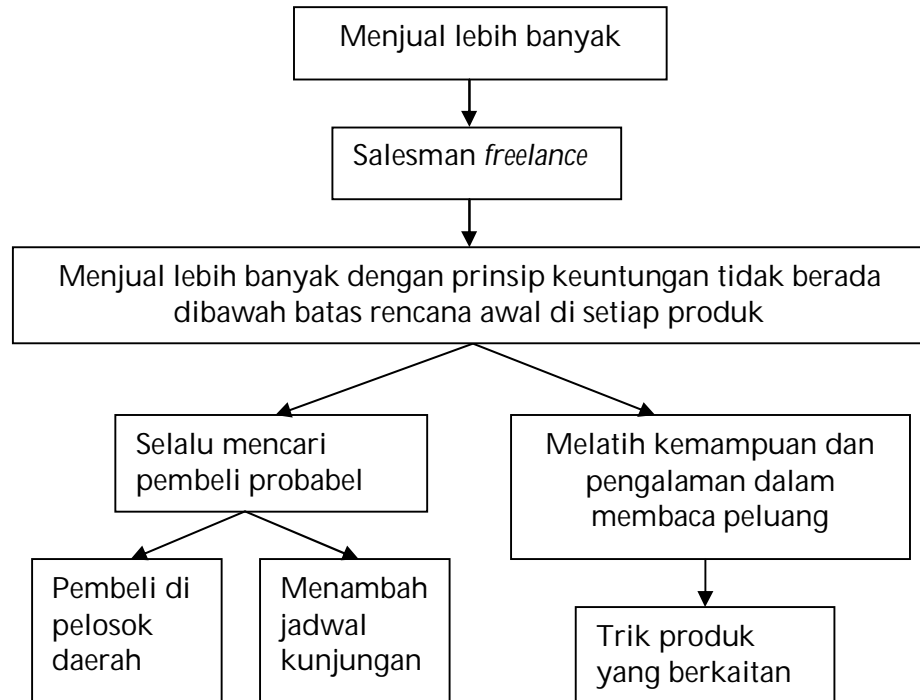 Menjual lebih banyak
Salesman freelance
Menjual lebih banyak dengan prinsip keuntungan tidak berada
dibawah batas rencana awal di setiap produk
Selalu mencari
pembeli probabel
Melatih kemampuan dan
pengalaman dalam
membaca peluang
Pembeli di
pelosok
daerah
Menambah
jadwal
kunjungan
Trik produk
yang berkaitan